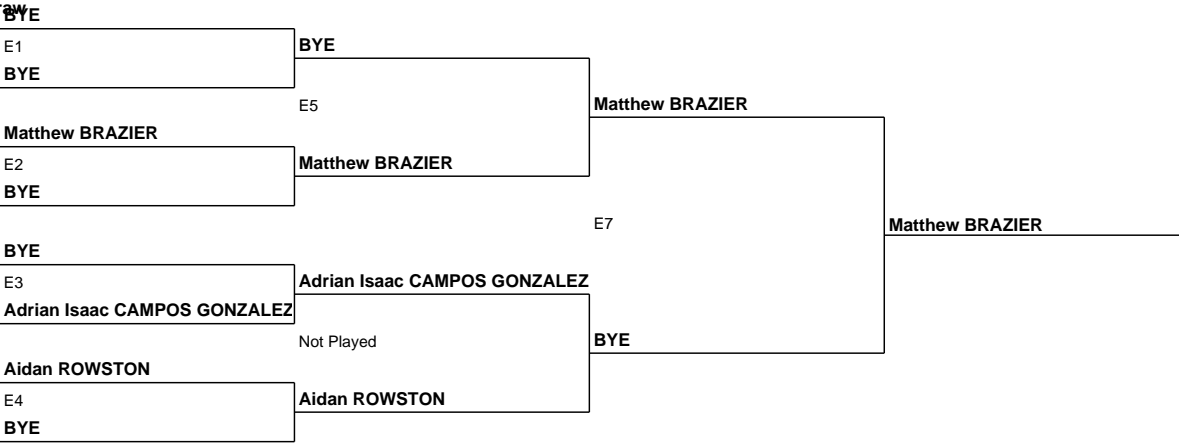 BYE
E1
BYE
BYE
E5
Matthew BRAZIER
Matthew BRAZIER
E2
Matthew BRAZIER
BYE
E7
Matthew BRAZIER
BYE
E3
Adrian Isaac CAMPOS GONZALEZ
Adrian Isaac CAMPOS GONZALEZ
Not Played
BYE
Aidan ROWSTON
E4
Aidan ROWSTON
BYE